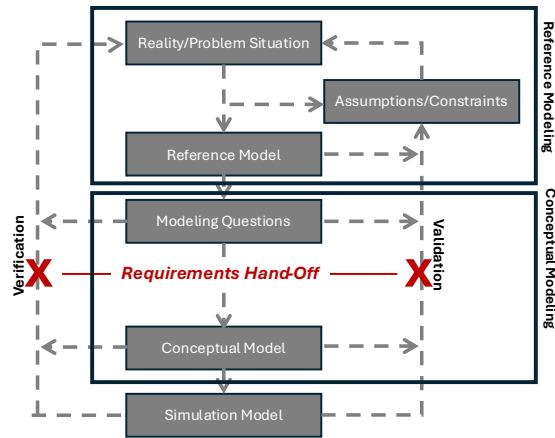 Reality/Problem Situation
Assumptions/Constraints
Reference Model
Reference Modeling
Modeling Questions
X
Requirements Hand-Off
X
Verification
Validation
Conceptual Modeling
Conceptual Model
Simulation Model